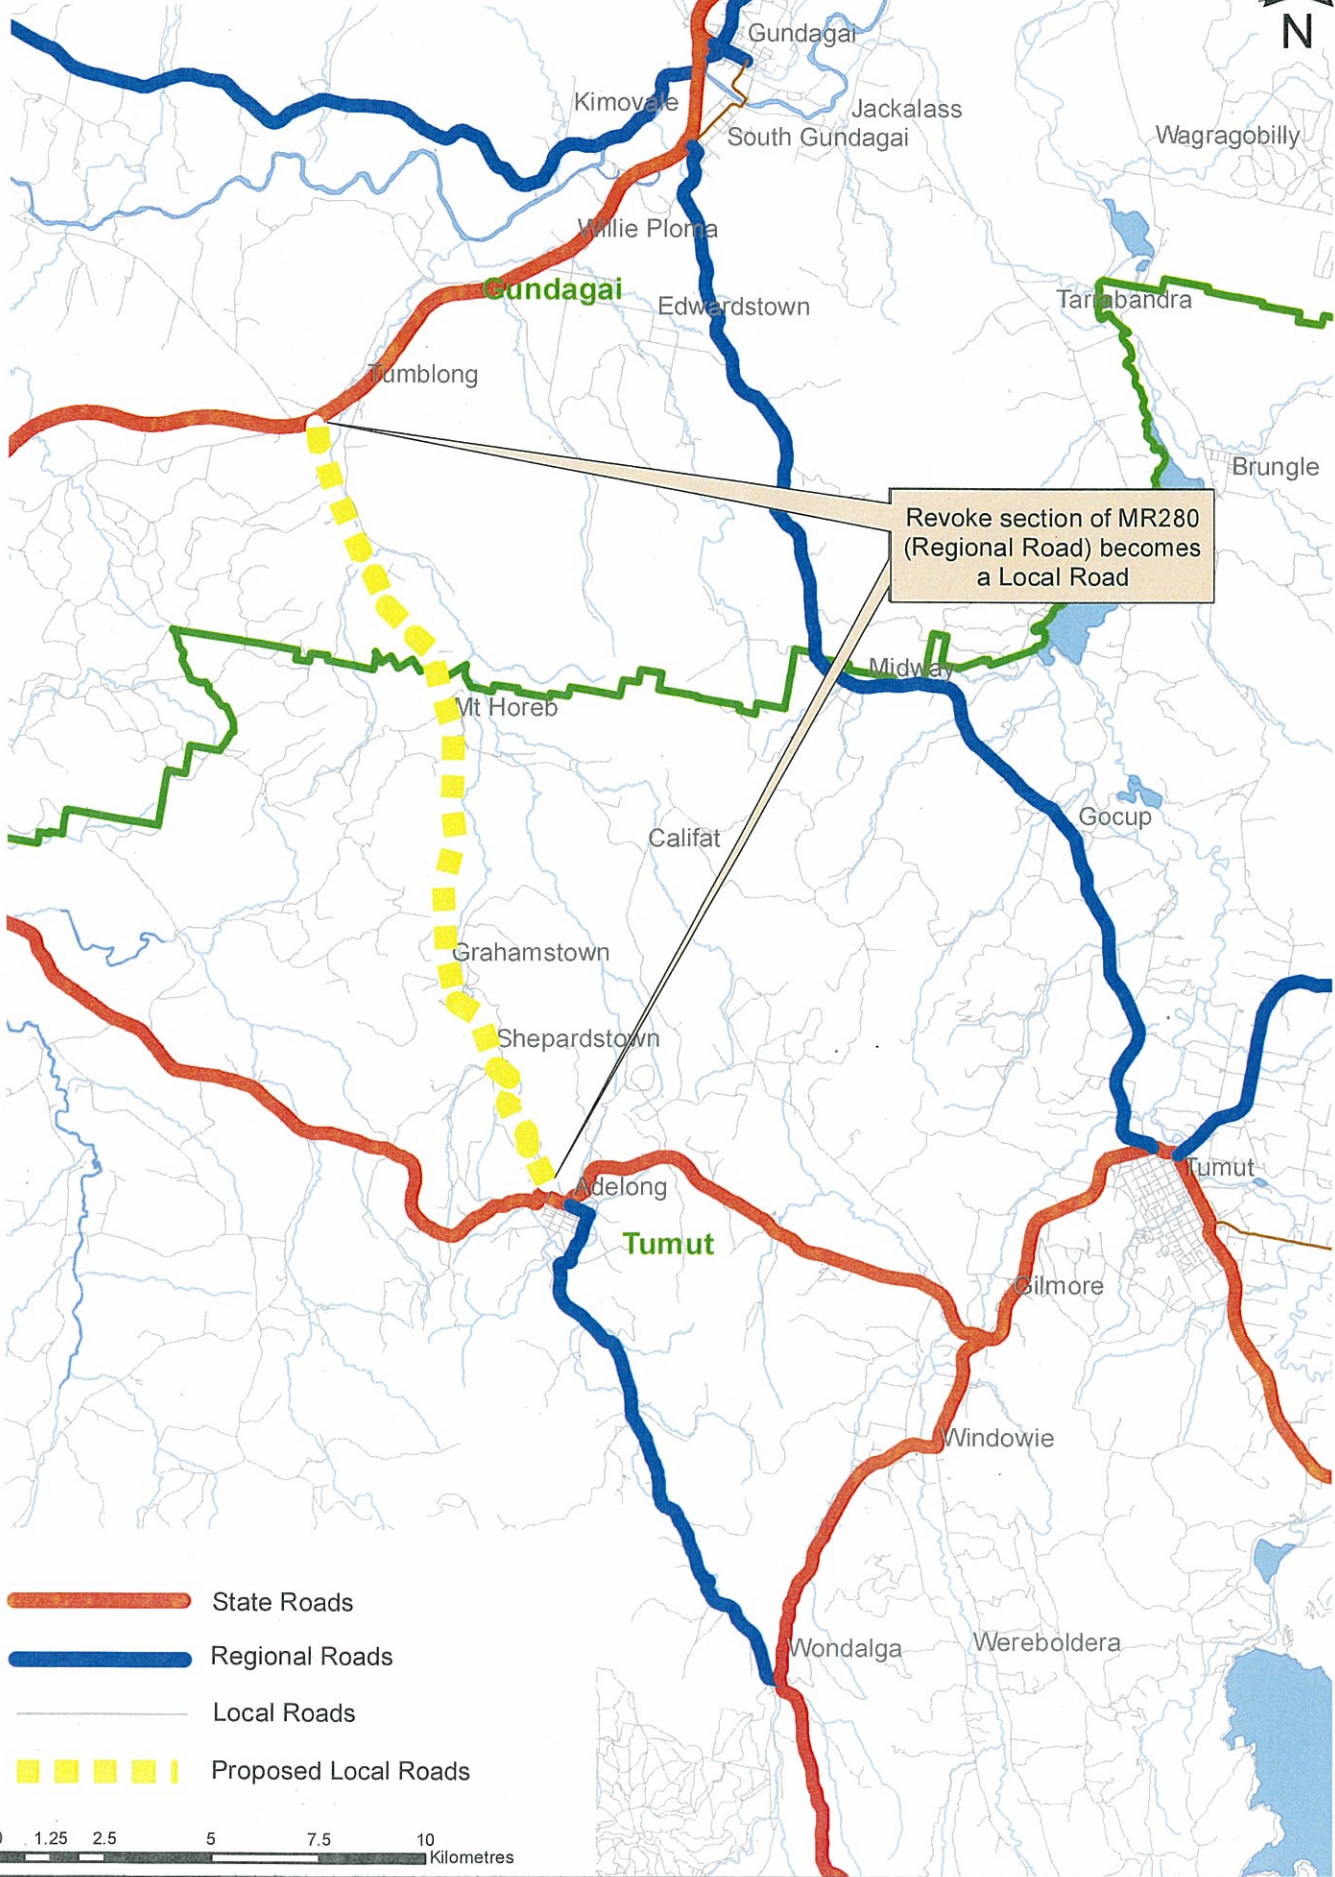 N
Gundagai
Kimovale
Jackalass
South Gundagai
Wagragobilly
Willie Ploma
Gundagai
Edwardstown
Tarrabandra
Tumblong
Brungle
Revoke section of MR280
(Regional Road) becomes
a Local Road
Midway
Mt Horeb
Gocup
Califat
Grahamstown
Shepardstown
Tumut
Adelong
Tumut
Gilmore
Windowie
Wondalga
Wereboldera
State Roads
Regional Roads
Local Roads
Proposed Local Roads
0 1.25 2.5 5 7.5 10
Kilometres